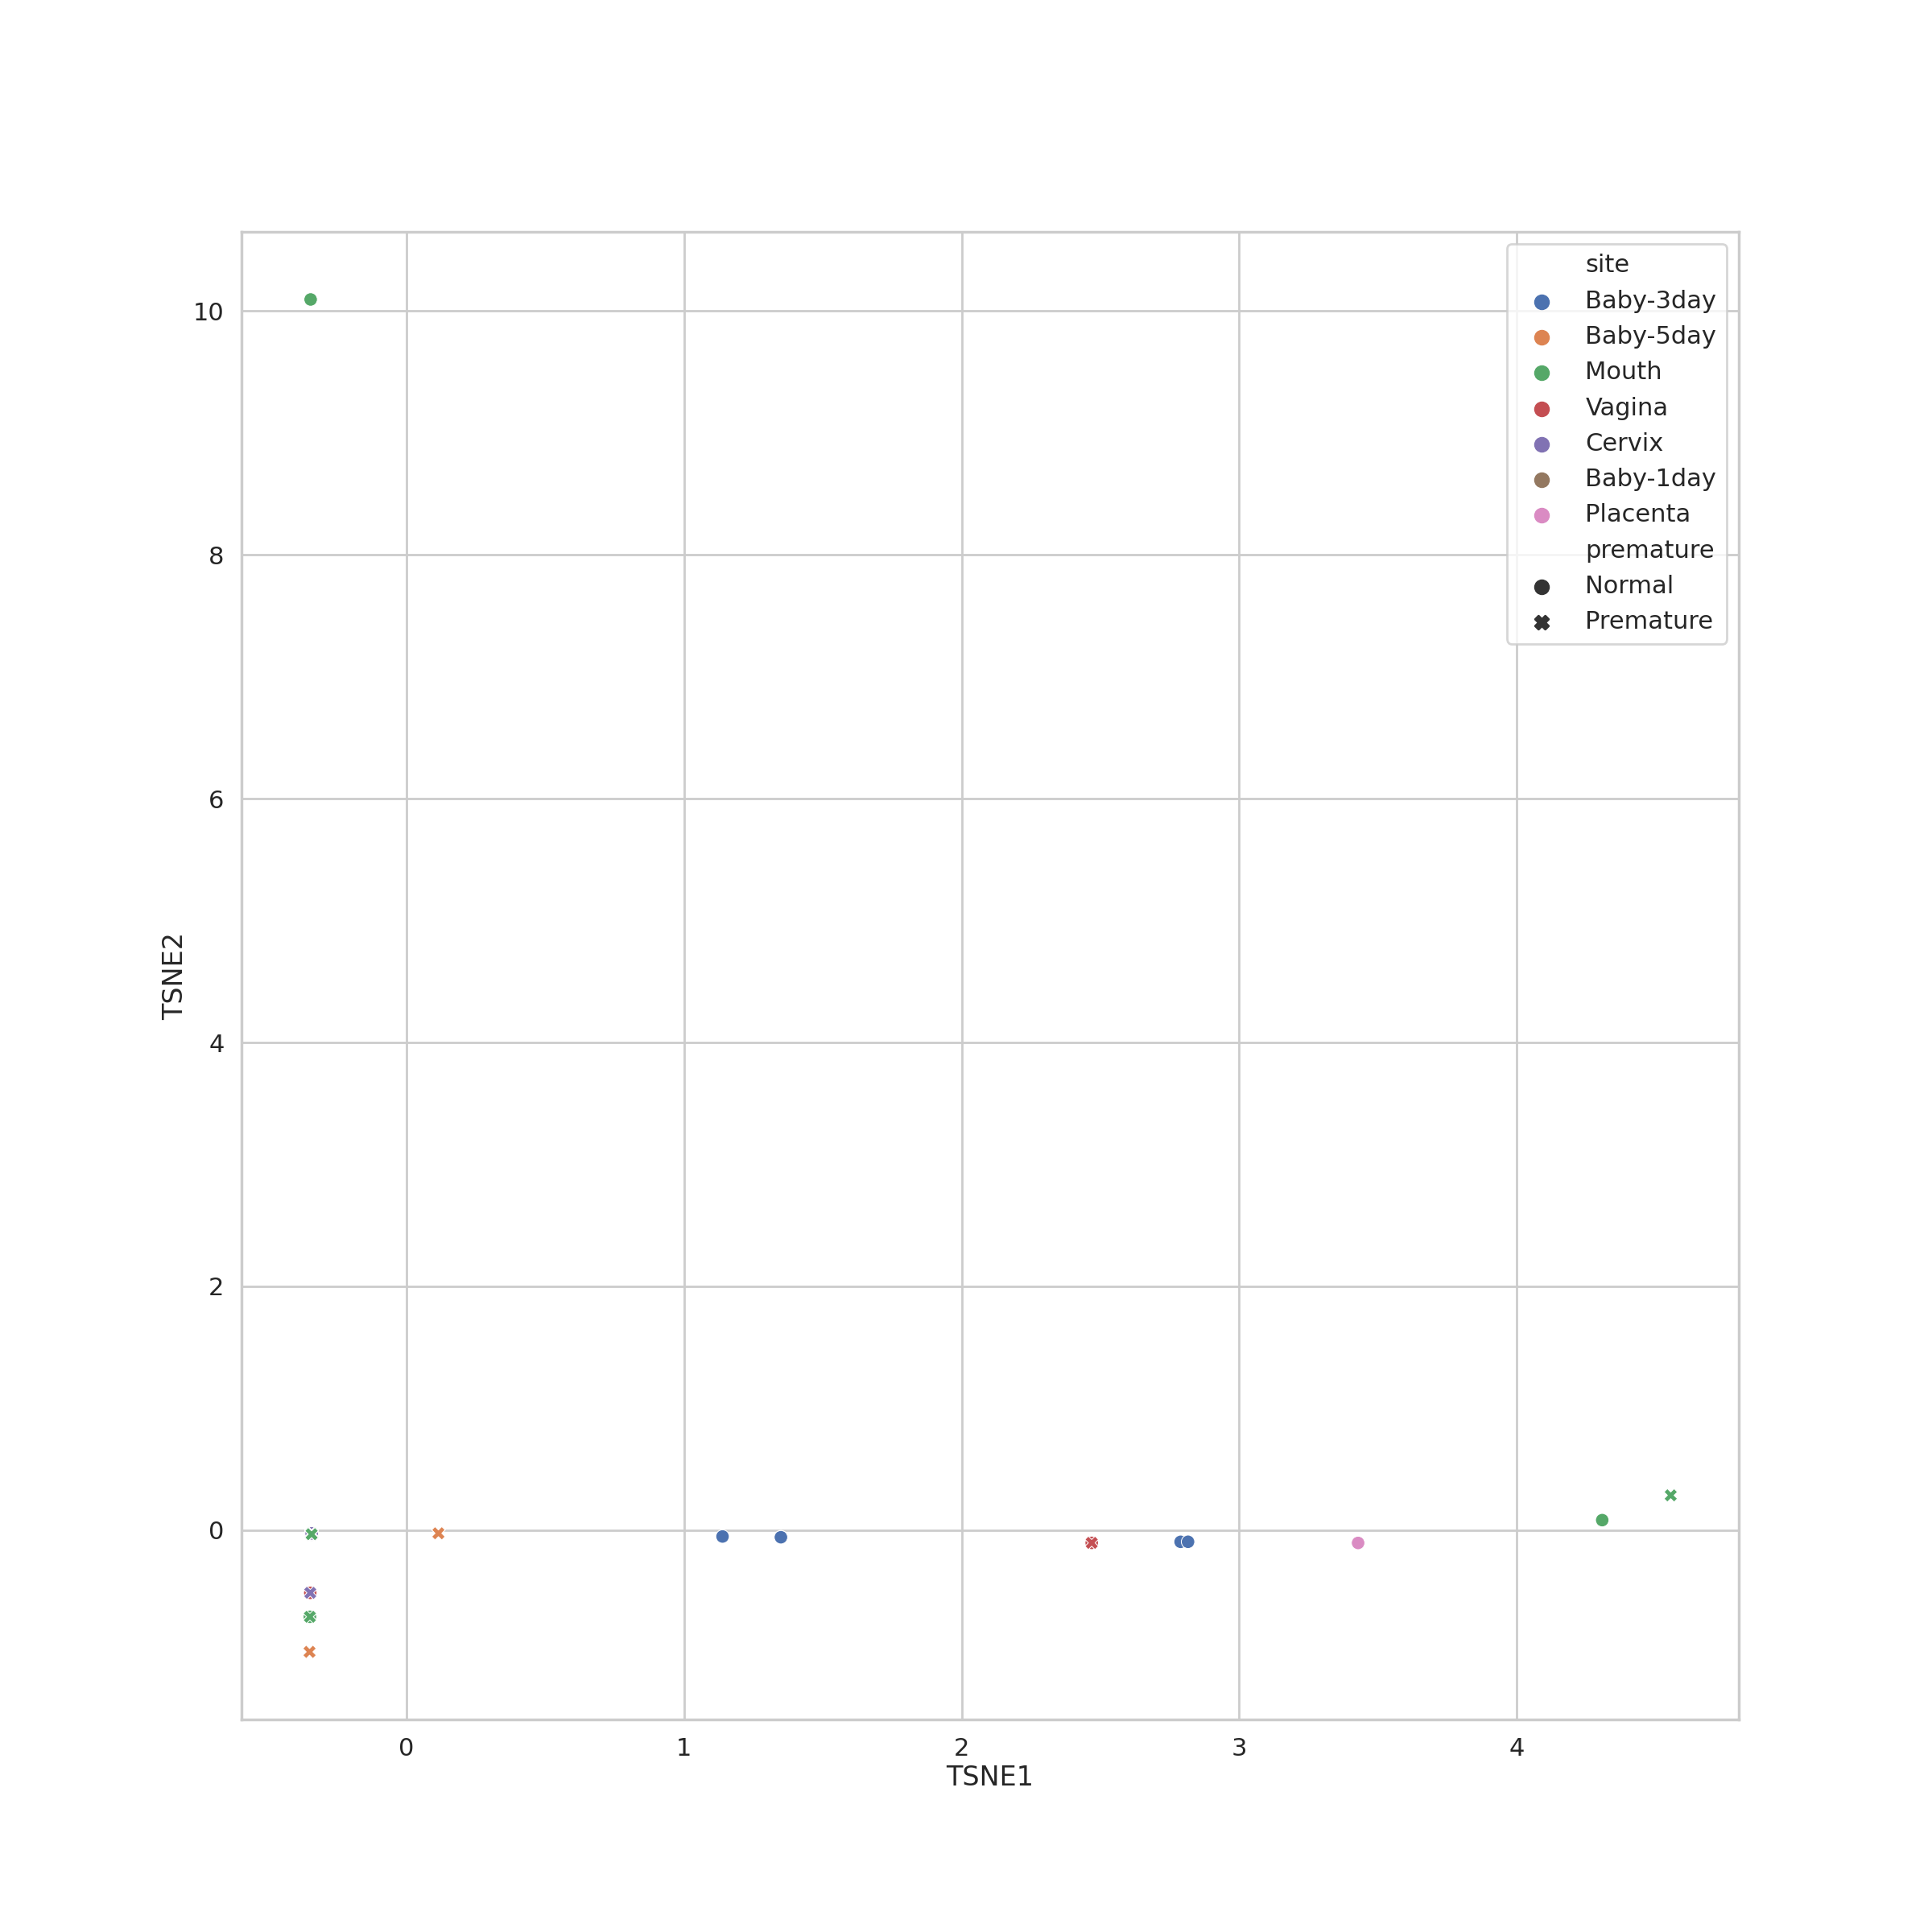 10
8
6
4
2
0
TSNE2
0 1 2 3 4
TSNE1
site
Baby-3day
Baby-5day
Mouth
Vagina
Cervix
Baby-1day
Placenta
premature
Normal
Premature